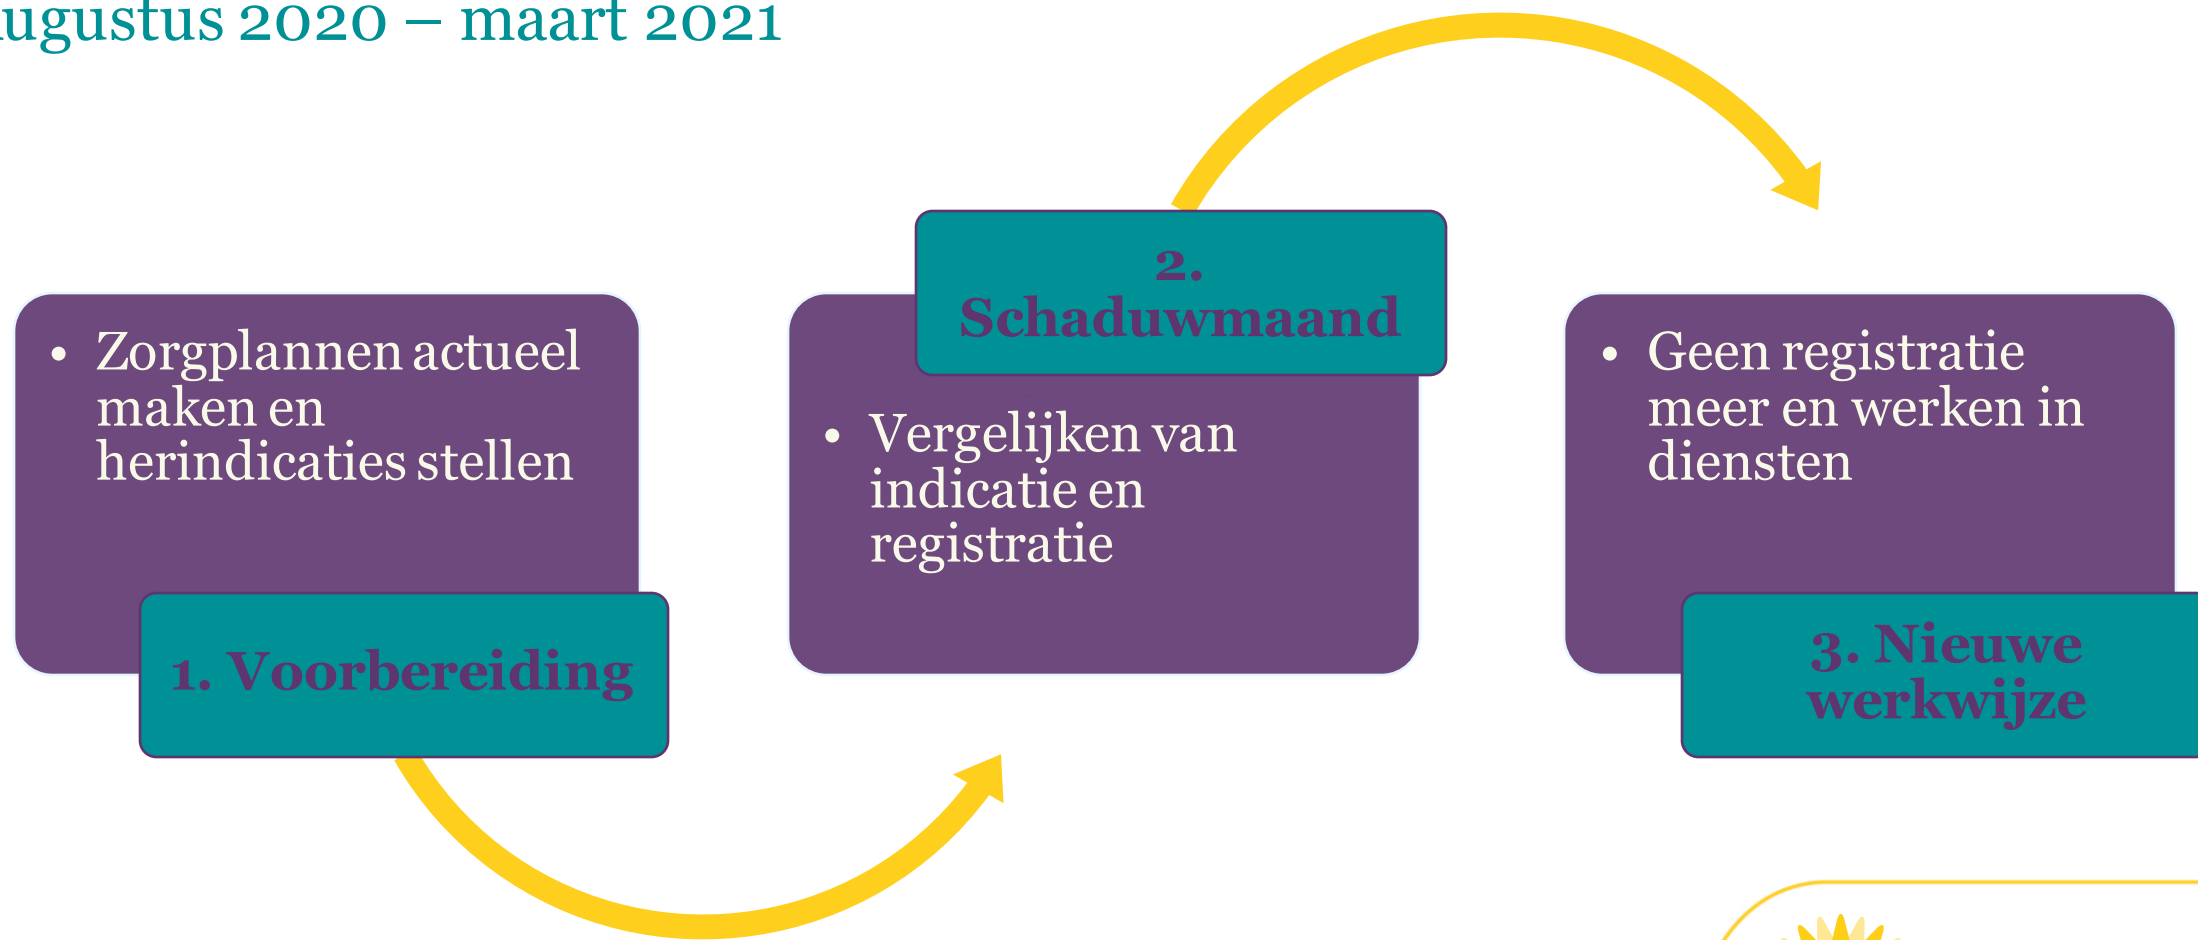 ugustus 2020 – maart 2021
• Zorgplannen actueel
maken en
herindicaties stellen
1. Voorbereiding
2.
Schaduwmaand
• Vergelijken van
indicatie en
registratie
• Geen registratie
meer en werken in
diensten
3. Nieuwe
werkwijze